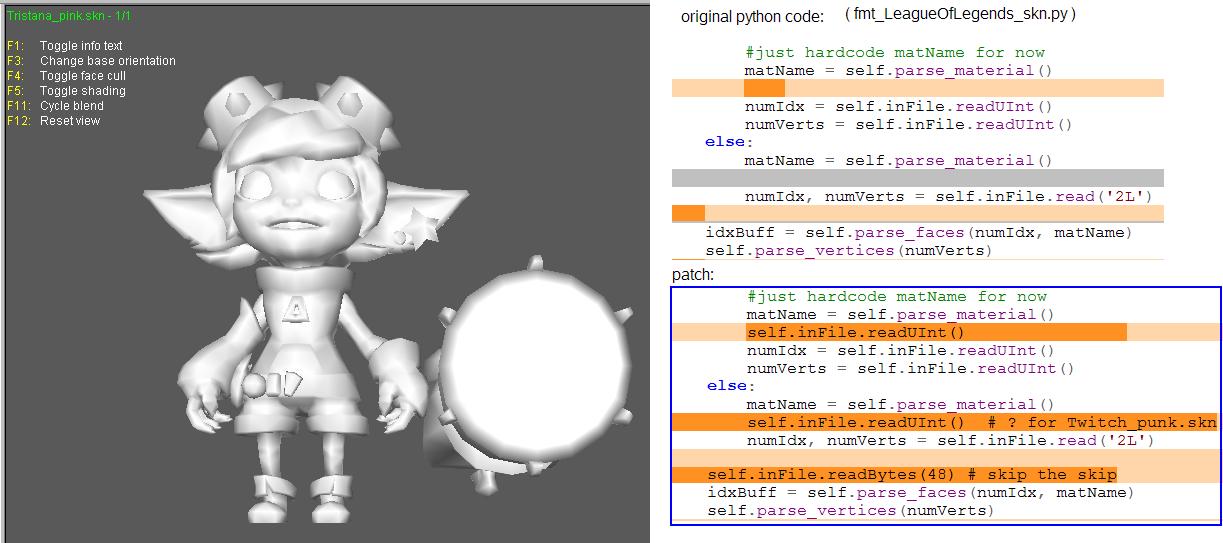 Tristana_pink.skn - 1/1
F1: Toggle info text
F3: Change base orientation
F4: Toggle face cull
F5: Toggle shading
F11: Cycle blend
F12: Reset view
A
original python code: ( fmt_LeagueOfLegends_skn.py )
#just hardcode matName for now
matName = self.parse_material()
numIdx = self.inFile.readUInt()
numVerts = self.inFile.readUInt()
else:
matName = self.parse_material()
numIdx, numVerts = self.inFile.read('2L')
idxBuff = self.parse_faces(numIdx, matName)
self.parse_vertices(numVerts)
patch:
#just hardcode matName for now
matName = self.parse_material()
self.inFile.readUInt()
numIdx = self.inFile.readUInt()
numVerts = self.inFile.readUInt()
else:
matName = self.parse_material()
self.inFile.readUInt() # ? for Twitch_punk.skn
numIdx, numVerts = self.inFile.read('2L')
self.inFile.readBytes(48) # skip the skip
idxBuff = self.parse_faces(numIdx, matName)
self.parse_vertices(numVerts)